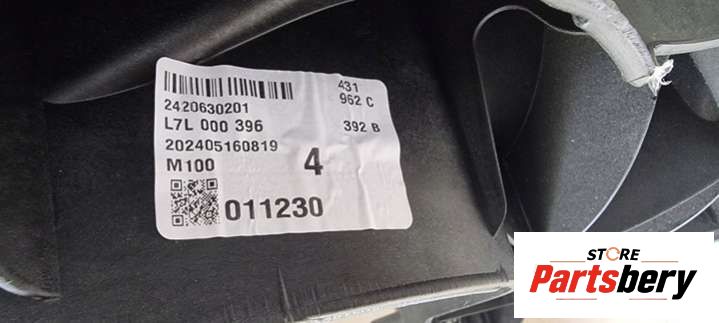 431
962 C
2420630201
L7L 000 396
392 B
202405160819
M100
4
011230
STORE
Partsbery